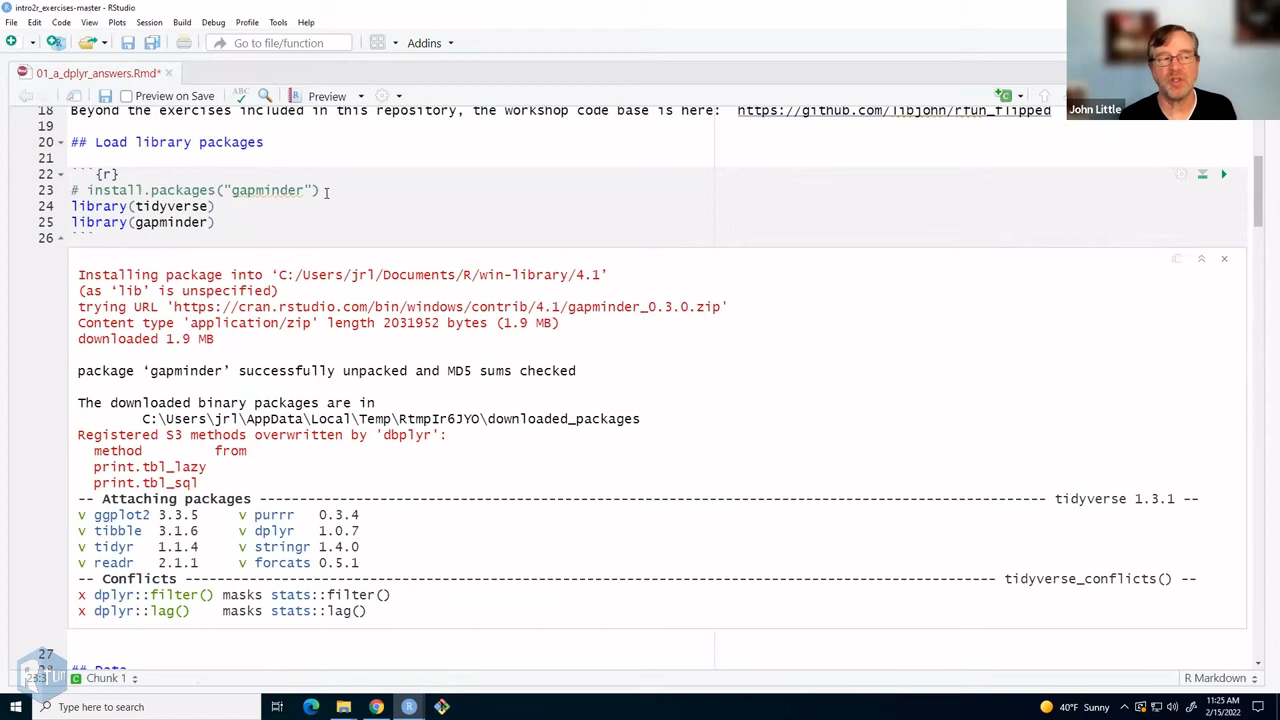 intro2r_exercises-master - RStudio
File Edit Code View Plots Session Build Debug Profile Tools Help
Go to file/function Addins
01_a_dplyr_answers.Rmd*
Preview on Save ABC Preview
John Little
18 Beyond the exercises included in this repository, the workshop code base is here: https://github.com/libjohn/rfun_flipped
19
20 ## Load library packages
21
22 ```{r}
23 # install.packages("gapminder")
24 library(tidyverse)
25 library(gapminder)
26 ```
Installing package into ‘C:/Users/jrl/Documents/R/win-library/4.1’
(as ‘lib’ is unspecified)
trying URL 'https://cran.rstudio.com/bin/windows/contrib/4.1/gapminder_0.3.0.zip'
Content type 'application/zip' length 2031952 bytes (1.9 MB)
downloaded 1.9 MB
package ‘gapminder’ successfully unpacked and MD5 sums checked
The downloaded binary packages are in
C:\Users\jrl\AppData\Local\Temp\RtmpIr6JYO\downloaded_packages
Registered S3 methods overwritten by 'dbplyr':
method from
print.tbl_lazy
print.tbl_sql
-- Attaching packages --------------------------------------- tidyverse 1.3.1 --
v ggplot2 3.3.5 v purrr 0.3.4
v tibble 3.1.6 v dplyr 1.0.7
v tidyr 1.1.4 v stringr 1.4.0
v readr 2.1.1 v forcats 0.5.1
-- Conflicts ------------------------------------------ tidyverse_conflicts() --
x dplyr::filter() masks stats::filter()
x dplyr::lag() masks stats::lag()
27
## Data
Chunk 1 R Markdown
Type here to search
40°F Sunny
11:25 AM
2/15/2022